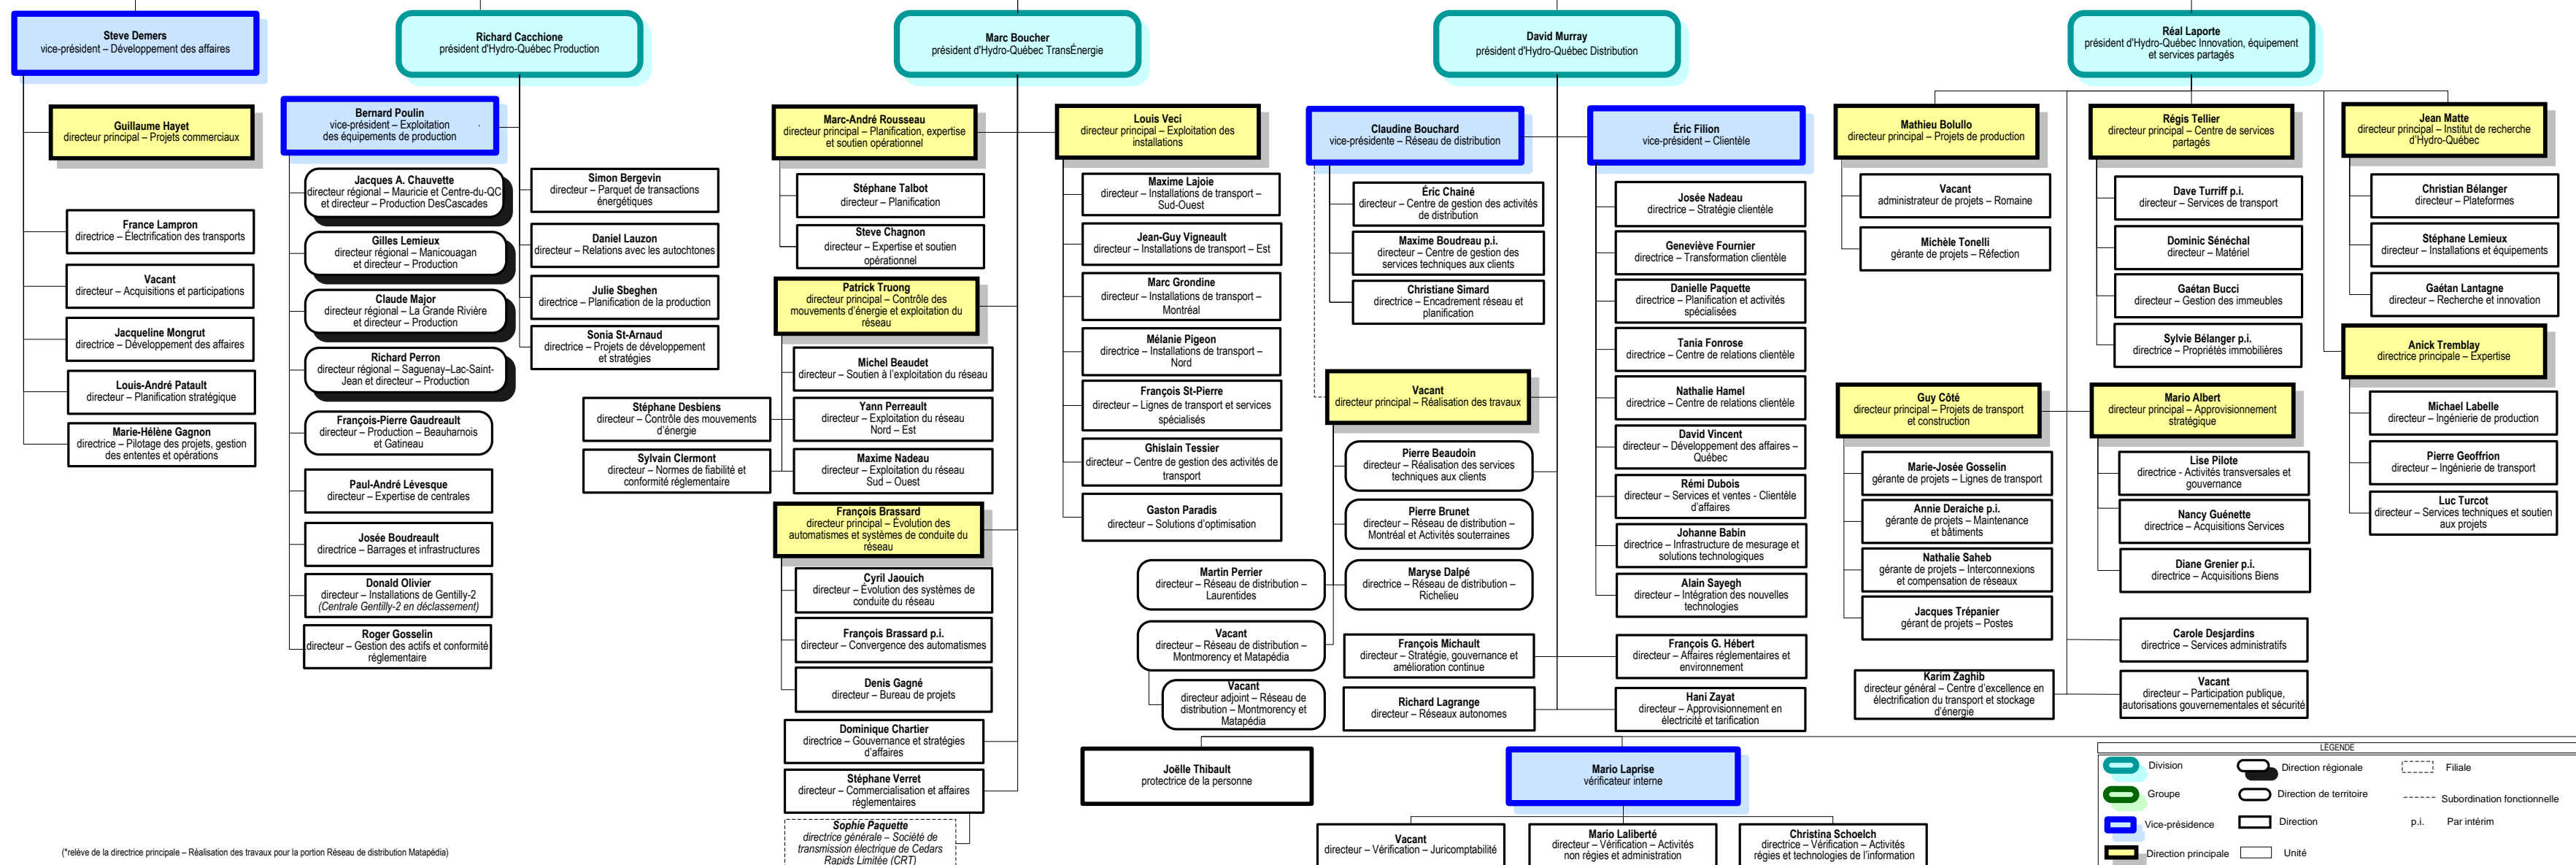 Steve Demers
vice-président – Développement des affaires
Guillaume Hayet
directeur principal – Projets commerciaux
France Lampron
directrice – Électrification des transports
Vacant
directeur – Acquisitions et participations
Jacqueline Mongrut
directrice – Développement des affaires
Louis-André Patault
directeur – Planification stratégique
Marie-Hélène Gagnon
directrice – Pilotage des projets, gestion
des ententes et opérations
Richard Cacchione
président d'Hydro-Québec Production
Bernard Poulin
vice-président – Exploitation
des équipements de production
Jacques A. Chauvette
directeur régional – Mauricie et Centre-du-QC
et directeur – Production DesCascades
Gilles Lemieux
directeur régional – Manicouagan
et directeur – Production
Claude Major
directeur régional – La Grande Rivière
et directeur – Production
Richard Perron
directeur régional – Saguenay–Lac-Saint-
Jean et directeur – Production
François-Pierre Gaudreault
directeur – Production – Beauharnois
et Gatineau
Paul-André Lévesque
directeur – Expertise de centrales
Josée Boudreault
directrice – Barrages et infrastructures
Donald Olivier
directeur – Installations de Gentilly-2
(Centrale Gentilly-2 en déclassement)
Roger Gosselin
directeur – Gestion des actifs et conformité
réglementaire
Simon Bergevin
directeur – Parquet de transactions
énergétiques
Daniel Lauzon
directeur – Relations avec les autochtones
Julie Sbeghen
directrice – Planification de la production
Sonia St-Arnaud
directrice – Projets de développement
et stratégies
Marc Boucher
président d'Hydro-Québec TransÉnergie
Marc-André Rousseau
directeur principal – Planification, expertise
et soutien opérationnel
Stéphane Talbot
directeur – Planification
Steve Chagnon
directeur – Expertise et soutien
opérationnel
Patrick Truong
directeur principal – Contrôle des
mouvements d'énergie et exploitation du
réseau
Michel Beaudet
directeur – Soutien à l'exploitation du réseau
Stéphane Desbiens
directeur – Contrôle des mouvements
d'énergie
Yann Perreault
directeur – Exploitation du réseau
Nord – Est
Sylvain Clermont
directeur – Normes de fiabilité et
conformité réglementaire
Maxime Nadeau
directeur – Exploitation du réseau
Sud – Ouest
François Brassard
directeur principal – Évolution des
automatismes et systèmes de conduite du
réseau
Cyril Jaouich
directeur – Évolution des systèmes de
conduite du réseau
François Brassard p.i.
directeur – Convergence des automatismes
Denis Gagné
directeur – Bureau de projets
Dominique Chartier
directrice – Gouvernance et stratégies
d'affaires
Stéphane Verret
directeur – Commercialisation et affaires
réglementaires
Sophie Paquette
directrice générale – Société de
transmission électrique de Cedars
Rapids Limitée (CRT)
Louis Veci
directeur principal – Exploitation des
installations
Maxime Lajoie
directeur – Installations de transport –
Sud-Ouest
Jean-Guy Vigneault
directeur – Installations de transport – Est
Marc Grondine
directeur – Installations de transport –
Montréal
Mélanie Pigeon
directrice – Installations de transport –
Nord
François St-Pierre
directeur – Lignes de transport et services
spécialisés
Ghislain Tessier
directeur – Centre de gestion des activités de
transport
Gaston Paradis
directeur – Solutions d'optimisation
David Murray
président d'Hydro-Québec Distribution
Claudine Bouchard
vice-présidente – Réseau de distribution
Éric Chainé
directeur – Centre de gestion des activités
de distribution
Maxime Boudreau p.i.
directeur – Centre de gestion des
services techniques aux clients
Christiane Simard
directrice – Encadrement réseau et
planification
Vacant
directeur principal – Réalisation des travaux
Pierre Beaudoin
directeur – Réalisation des services
techniques aux clients
Pierre Brunet
directeur – Réseau de distribution –
Montréal et Activités souterraines
Martin Perrier
directeur – Réseau de distribution –
Laurentides
Maryse Dalpé
directrice – Réseau de distribution –
Richelieu
Vacant
directeur – Réseau de distribution –
Montmorency et Matapédia
Vacant
directeur adjoint – Réseau de
distribution – Montmorency et
Matapédia
François Michault
directeur – Stratégie, gouvernance et
amélioration continue
Richard Lagrange
directeur – Réseaux autonomes
Éric Filion
vice-président – Clientèle
Josée Nadeau
directrice – Stratégie clientèle
Geneviève Fournier
directrice – Transformation clientèle
Danielle Paquette
directrice – Planification et activités
spécialisées
Tania Fonrose
directrice – Centre de relations clientèle
Nathalie Hamel
directrice – Centre de relations clientèle
David Vincent
directeur – Développement des affaires –
Québec
Rémi Dubois
directeur – Services et ventes - Clientèle
d'affaires
Johanne Babin
directrice – Infrastructure de mesurage et
solutions technologiques
Alain Sayegh
directeur – Intégration des nouvelles
technologies
François G. Hébert
directeur – Affaires réglementaires et
environnement
Hani Zayat
directeur – Approvisionnement en
électricité et tarification
Réal Laporte
président d'Hydro-Québec Innovation, équipement
et services partagés
Mathieu Bolullo
directeur principal – Projets de production
Vacant
administrateur de projets – Romaine
Michèle Tonelli
gérante de projets – Réfection
Régis Tellier
directeur principal – Centre de services
partagés
Dave Turriff p.i.
directeur – Services de transport
Dominic Sénéchal
directeur – Matériel
Gaétan Bucci
directeur – Gestion des immeubles
Sylvie Bélanger p.i.
directrice – Propriétés immobilières
Jean Matte
directeur principal – Institut de recherche
d'Hydro-Québec
Christian Bélanger
directeur – Plateformes
Stéphane Lemieux
directeur – Installations et équipements
Gaétan Lantagne
directeur – Recherche et innovation
Anick Tremblay
directrice principale – Expertise
Michael Labelle
directeur – Ingénierie de production
Pierre Geoffrion
directeur – Ingénierie de transport
Luc Turcot
directeur – Services techniques et soutien
aux projets
Guy Côté
directeur principal – Projets de transport
et construction
Marie-Josée Gosselin
gérante de projets – Lignes de transport
Annie Deraiche p.i.
gérante de projets – Maintenance
et bâtiments
Nathalie Saheb
gérante de projets – Interconnexions
et compensation de réseaux
Jacques Trépanier
gérant de projets – Postes
Mario Albert
directeur principal – Approvisionnement
stratégique
Lise Pilote
directrice - Activités transversales et
gouvernance
Nancy Guénette
directrice – Acquisitions Services
Diane Grenier p.i.
directrice – Acquisitions Biens
Carole Desjardins
directrice – Services administratifs
Karim Zaghib
directeur général – Centre d'excellence en
électrification du transport et stockage
d'énergie
Vacant
directeur – Participation publique,
autorisations gouvernementales et sécurité
Joëlle Thibault
protectrice de la personne
Mario Laprise
vérificateur interne
Vacant
directeur – Vérification – Juricomptabilité
Mario Laliberté
directeur – Vérification – Activités
non régies et administration
Christina Schoelch
directrice – Vérification – Activités
régies et technologies de l'information
LÉGENDE
Division
Direction régionale
Filiale
Groupe
Direction de territoire
Subordination fonctionnelle
Vice-présidence
Direction
p.i. Par intérim
Direction principale
Unité
(*relève de la directrice principale – Réalisation des travaux pour la portion Réseau de distribution Matapédia)